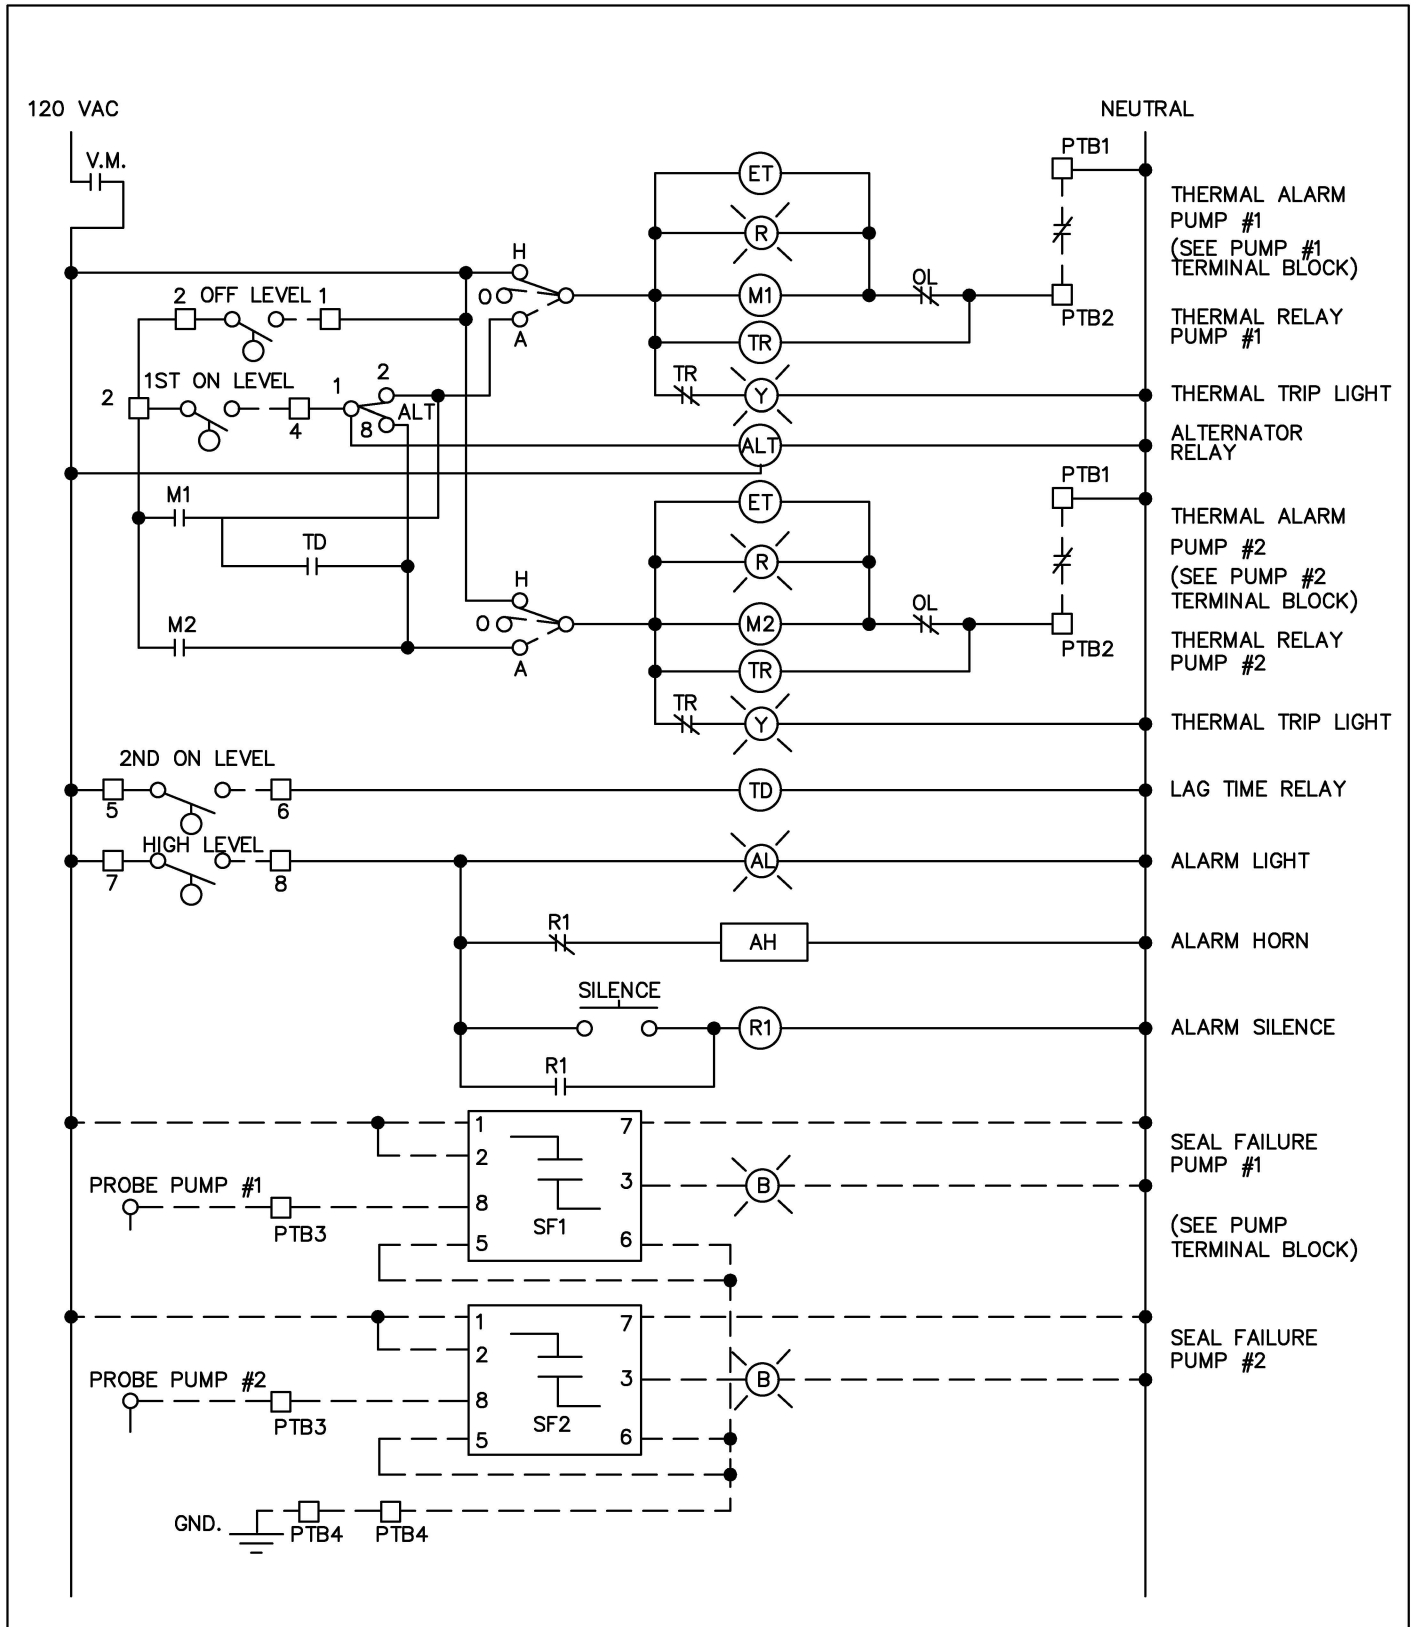 120 VAC
NEUTRAL
V.M.
PTB1
ET
THERMAL ALARM
PUMP #1
(SEE PUMP #1
TERMINAL BLOCK)
R
H
OL
2 OFF LEVEL 1
O
M1
PTB2
THERMAL RELAY
PUMP #1
A
TR
1ST ON LEVEL
2
TR
2
1
Y
THERMAL TRIP LIGHT
ALT
4
8
ALT
ALTERNATOR
RELAY
PTB1
M1
ET
THERMAL ALARM
PUMP #2
(SEE PUMP #2
TERMINAL BLOCK)
TD
R
H
OL
M2
O
M2
PTB2
THERMAL RELAY
PUMP #2
A
TR
TR
Y
THERMAL TRIP LIGHT
2ND ON LEVEL
TD
LAG TIME RELAY
5
6
HIGH LEVEL
AL
ALARM LIGHT
7
8
R1
AH
ALARM HORN
SILENCE
R1
ALARM SILENCE
R1
1
7
2
SEAL FAILURE
PUMP #1
PROBE PUMP #1
3
B
8
PTB3
SF1
(SEE PUMP
TERMINAL BLOCK)
5
6
1
7
2
SEAL FAILURE
PUMP #2
PROBE PUMP #2
3
B
8
PTB3
SF2
5
6
GND.
PTB4
PTB4